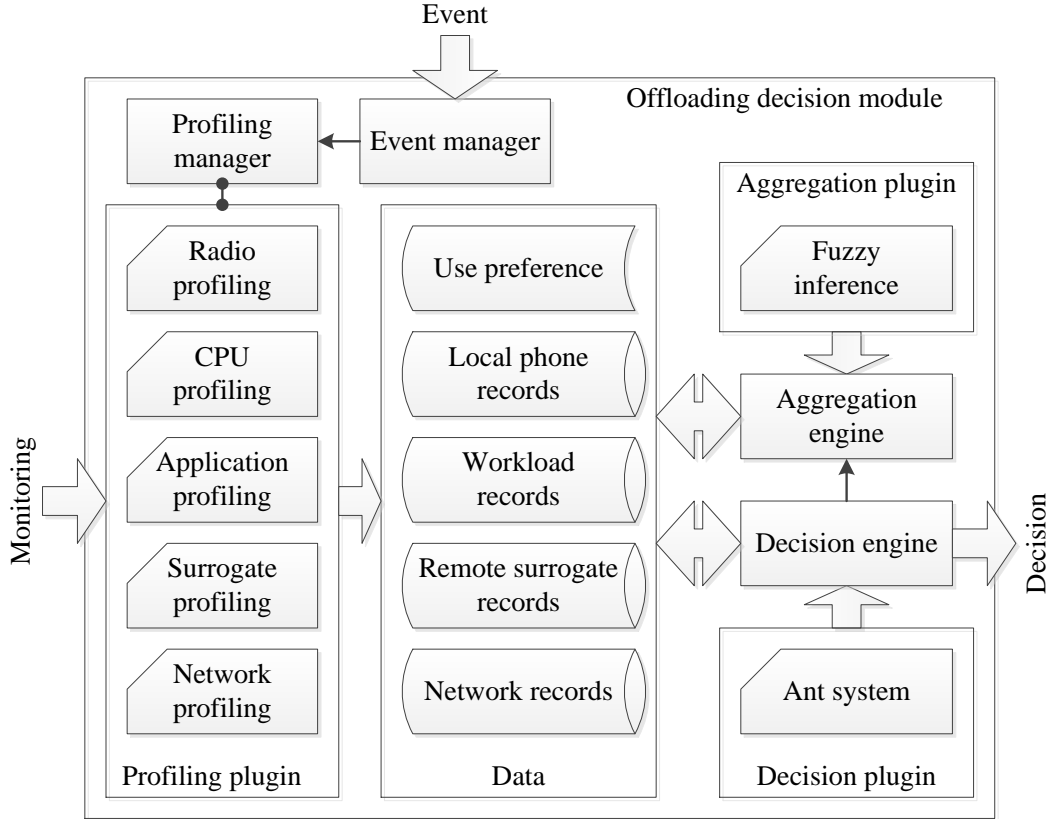 Event
Offloading decision module
Profiling
manager
Event manager
Aggregation plugin
Radio
profiling
Use preference
Fuzzy
inference
CPU
profiling
Local phone
records
Aggregation
engine
Monitoring
Application
profiling
Workload
records
Decision engine
Decision
Surrogate
profiling
Remote surrogate
records
Network
profiling
Network records
Ant system
Profiling plugin
Data
Decision plugin